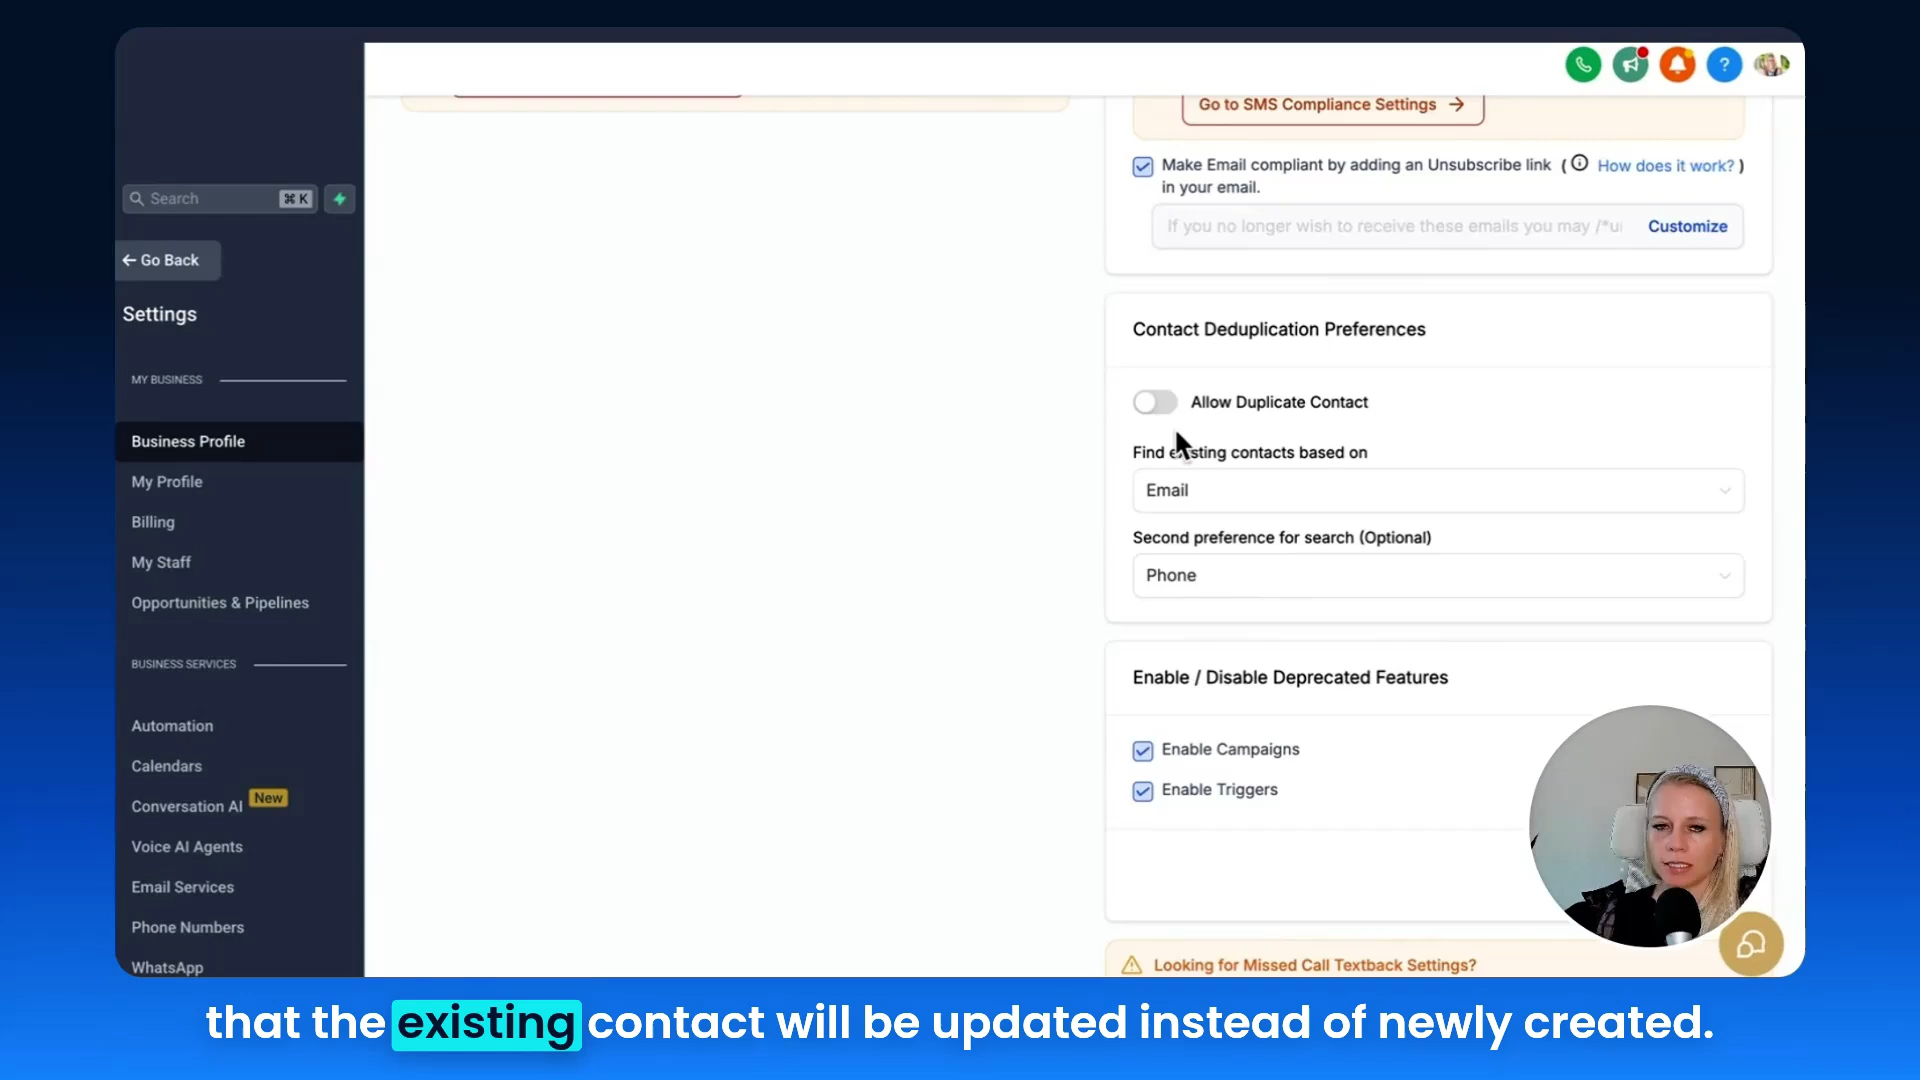 Search
⌘ K
Go Back
Settings
MY BUSINESS
Business Profile
My Profile
Billing
My Staff
Opportunities & Pipelines
BUSINESS SERVICES
Automation
Calendars
Conversation AI
New
Voice AI Agents
Email Services
Phone Numbers
WhatsApp
?
Go to SMS Compliance Settings →
Make Email compliant by adding an Unsubscribe link ( How does it work? )
in your email.
If you no longer wish to receive these emails you may /*u
Customize
Contact Deduplication Preferences
Allow Duplicate Contact
Find existing contacts based on
Email
Second preference for search (Optional)
Phone
Enable / Disable Deprecated Features
Enable Campaigns
Enable Triggers
Looking for Missed Call Textback Settings?
that the existing contact will be updated instead of newly created.